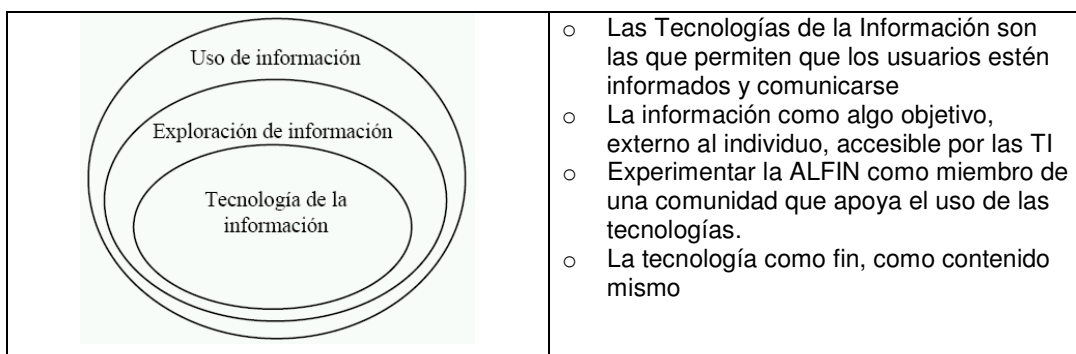 Uso de información
Exploración de información
Tecnología de la
información
o Las Tecnologías de la Información son
las que permiten que los usuarios estén
informados y comunicarse
o La información como algo objetivo,
externo al individuo, accesible por las TI
o Experimentar la ALFIN como miembro de
una comunidad que apoya el uso de las
tecnologías.
o La tecnología como fin, como contenido
mismo